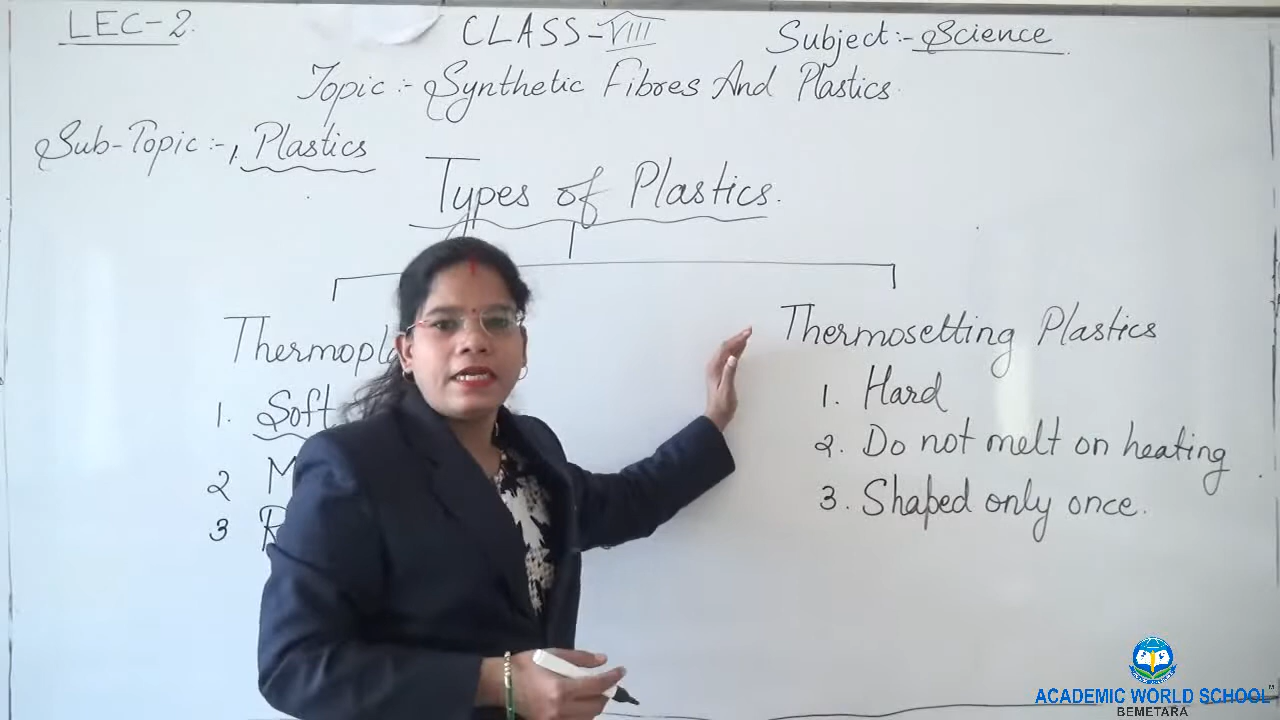 LEC-2.
CLASS-VIII
Subject:- Science
Topic:- Synthetic Fibres And Plastics.
Sub-Topic:- 1. Plastics
Types of Plastics.
1. Soft
2
3
Thermosetting Plastics
1. Hard
2. Do not melt on heating
3. Shaped only once.
ACADEMIC WORLD SCHOOL"
BEMETARA